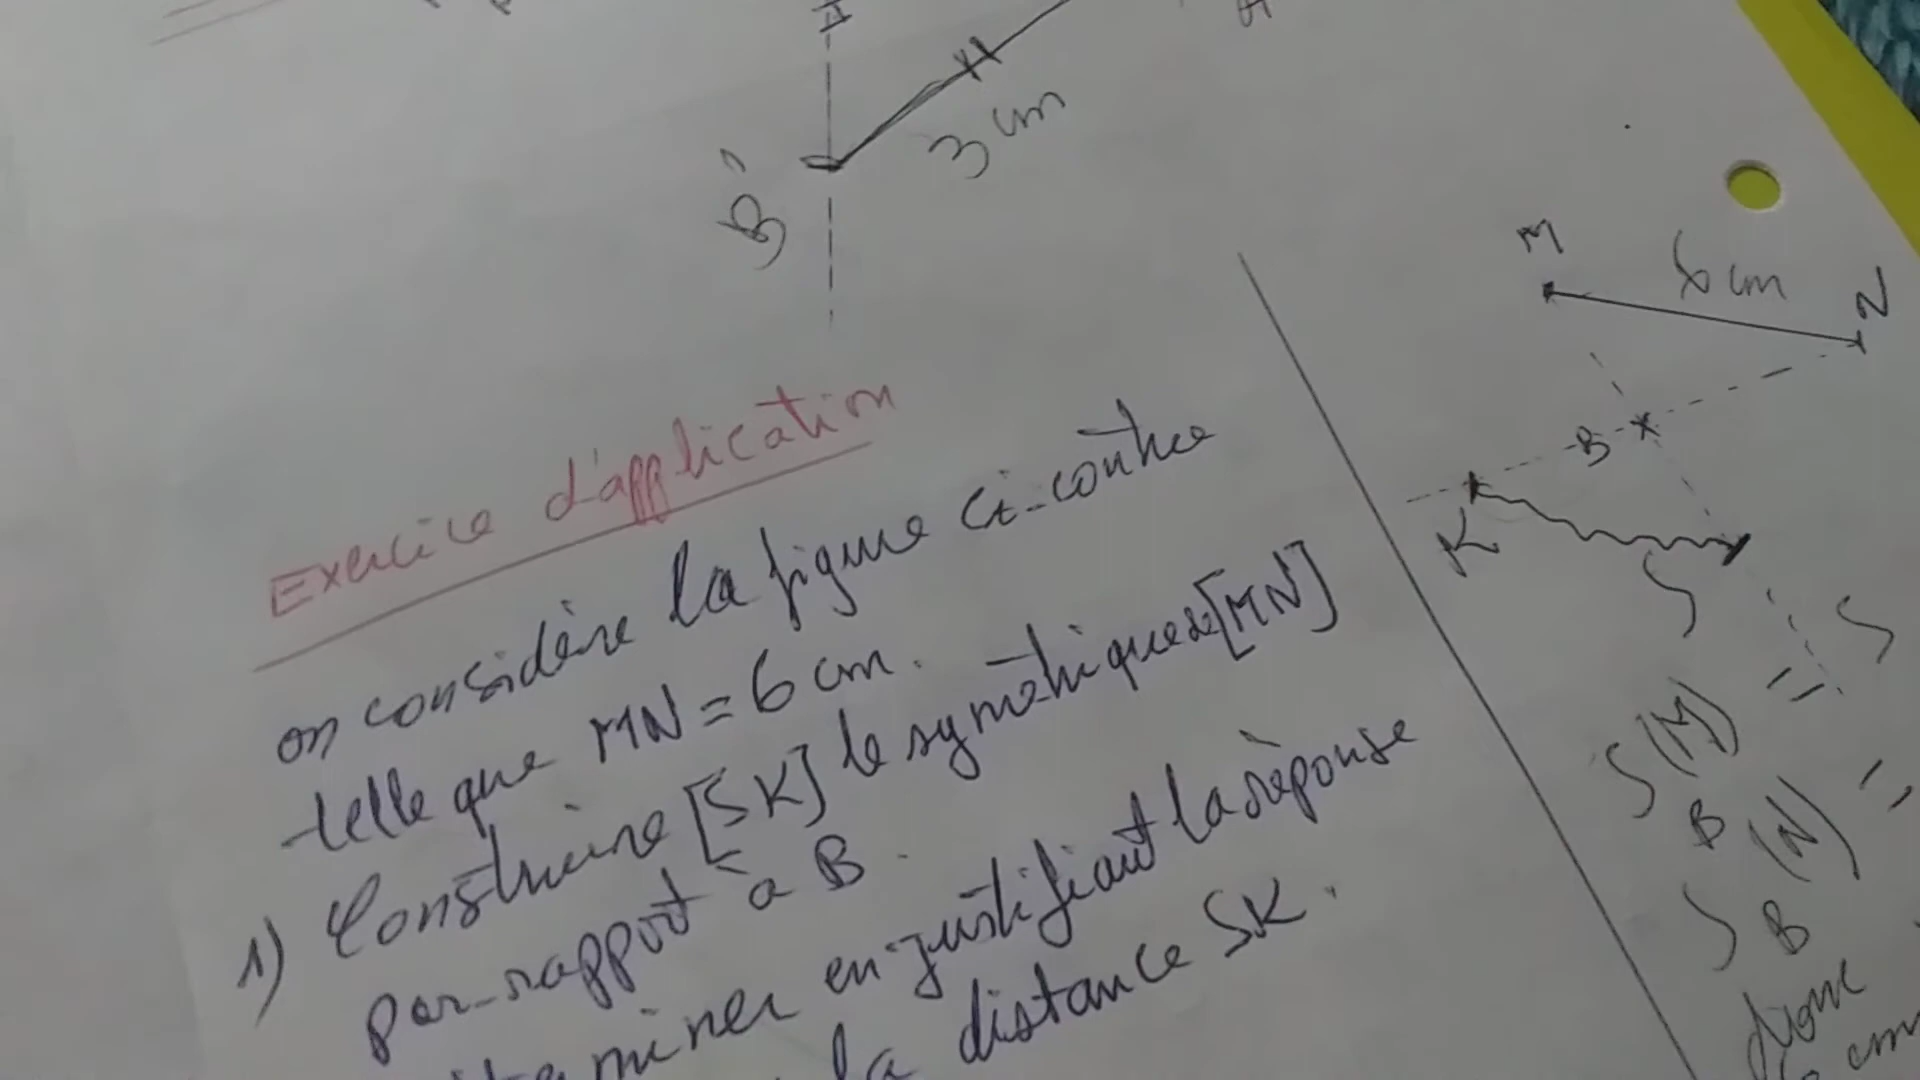 B'
3 cm
Exercice d'application
on considère la figure ci-contre
telle que MN = 6 cm.
1) Construire [SK] le symétrique de [MN]
par-rapport à B.
en justifiant la réponse
la distance SK.
M
6 cm
N
B
K
S
S(M) = S
B
S(N) =
B
Donc